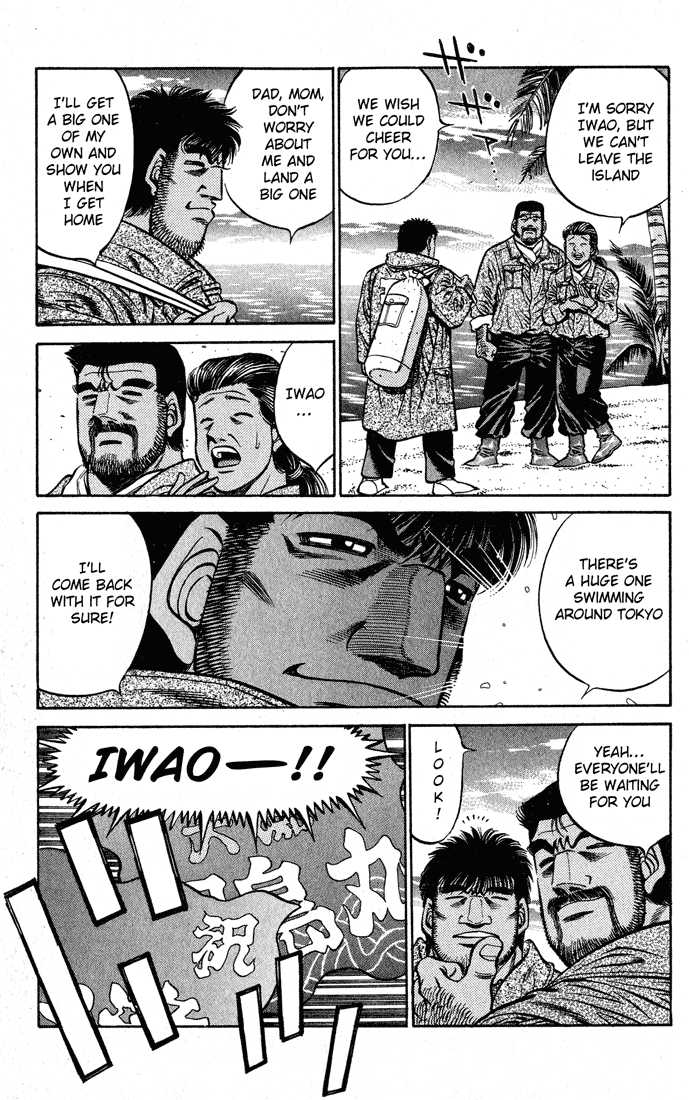 I'M SORRY
IWAO, BUT
WE CAN'T
LEAVE THE
ISLAND
WE WISH
WE COULD
CHEER
FOR YOU...
DAD, MOM,
DON'T
WORRY
ABOUT
ME AND
LAND A
BIG ONE
I'LL GET
A BIG ONE
OF MY
OWN AND
SHOW YOU
WHEN
I GET
HOME
IWAO
...
THERE'S
A HUGE ONE
SWIMMING
AROUND TOKYO
I'LL
COME BACK
WITH IT FOR
SURE!
YEAH...
EVERYONE'LL
BE WAITING
FOR YOU
LOOK!
IWAO—!!
丸
沢